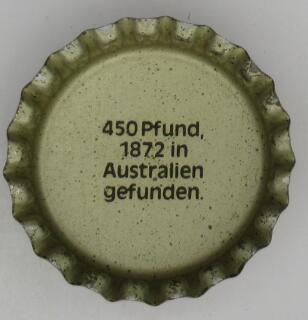 450 Pfund,
1872 in
Australien
gefunden.